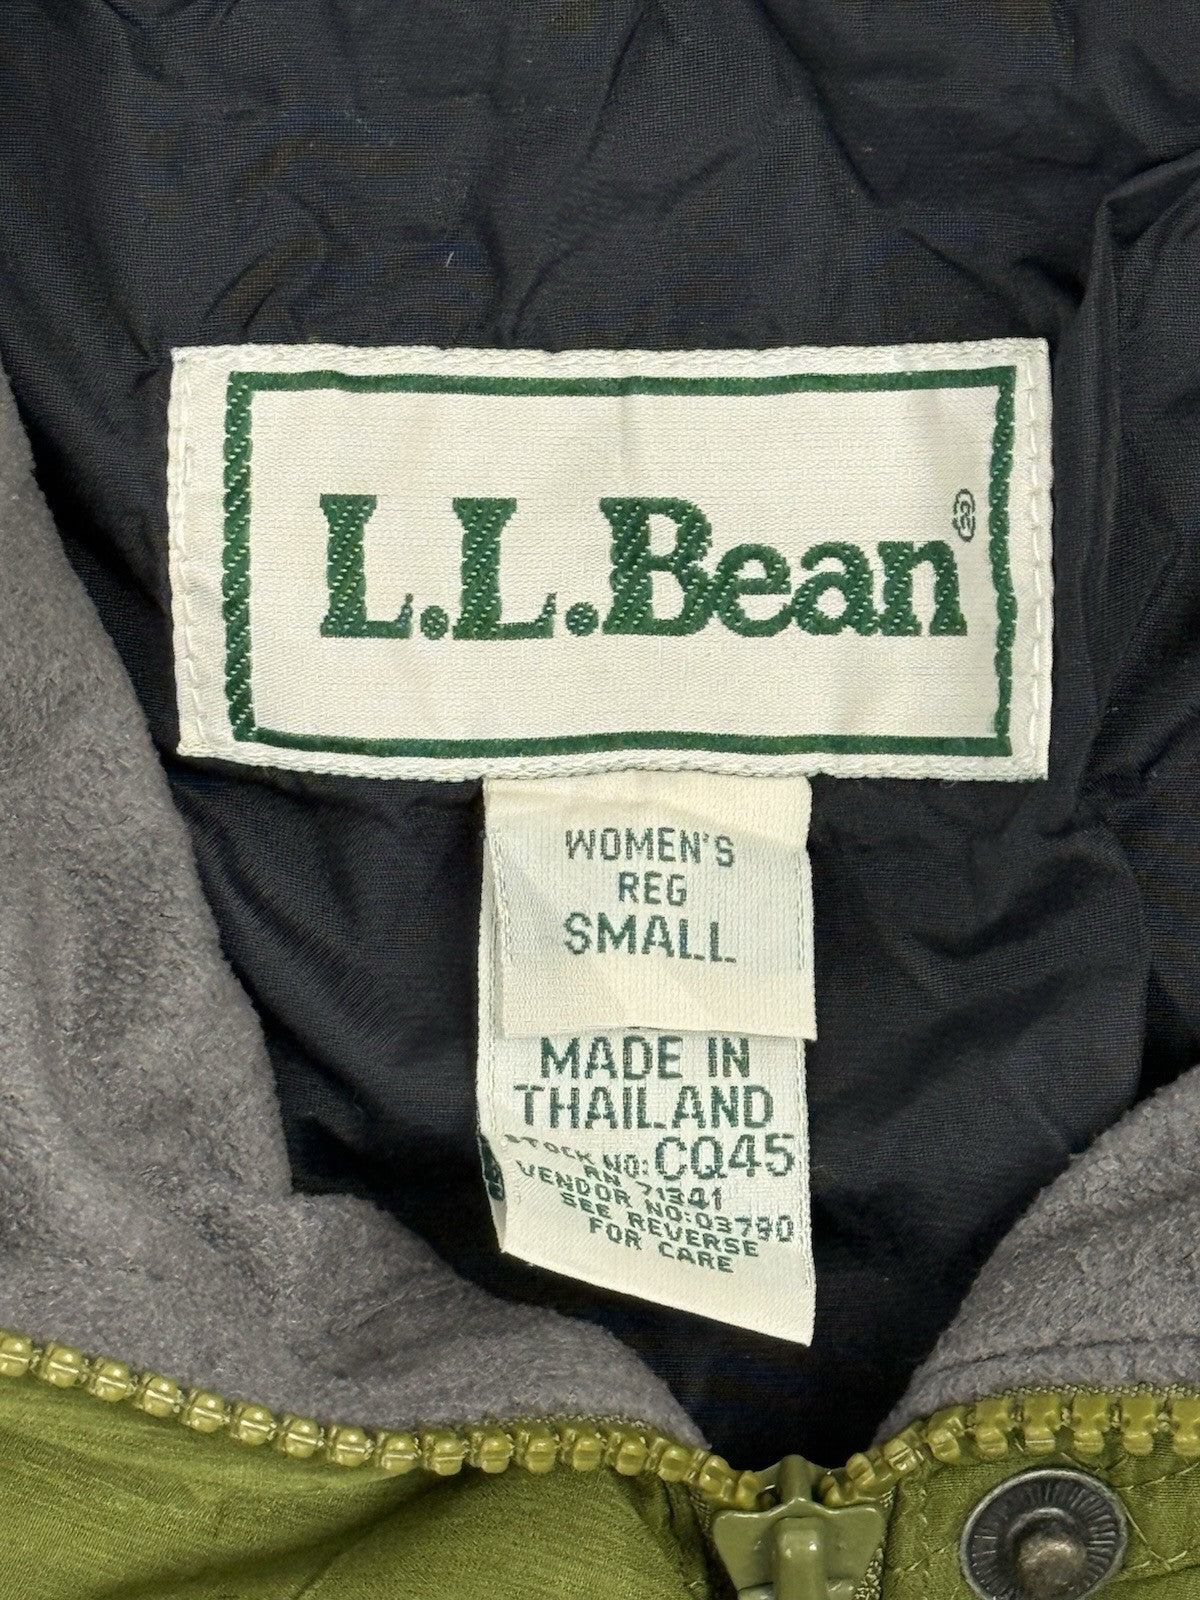 L.L.Bean®
WOMEN'S
REG
SMALL
MADE IN
THAILAND
STOCK NO: CQ45
RN 71341
VENDOR NO: 03790
SEE REVERSE
FOR CARE